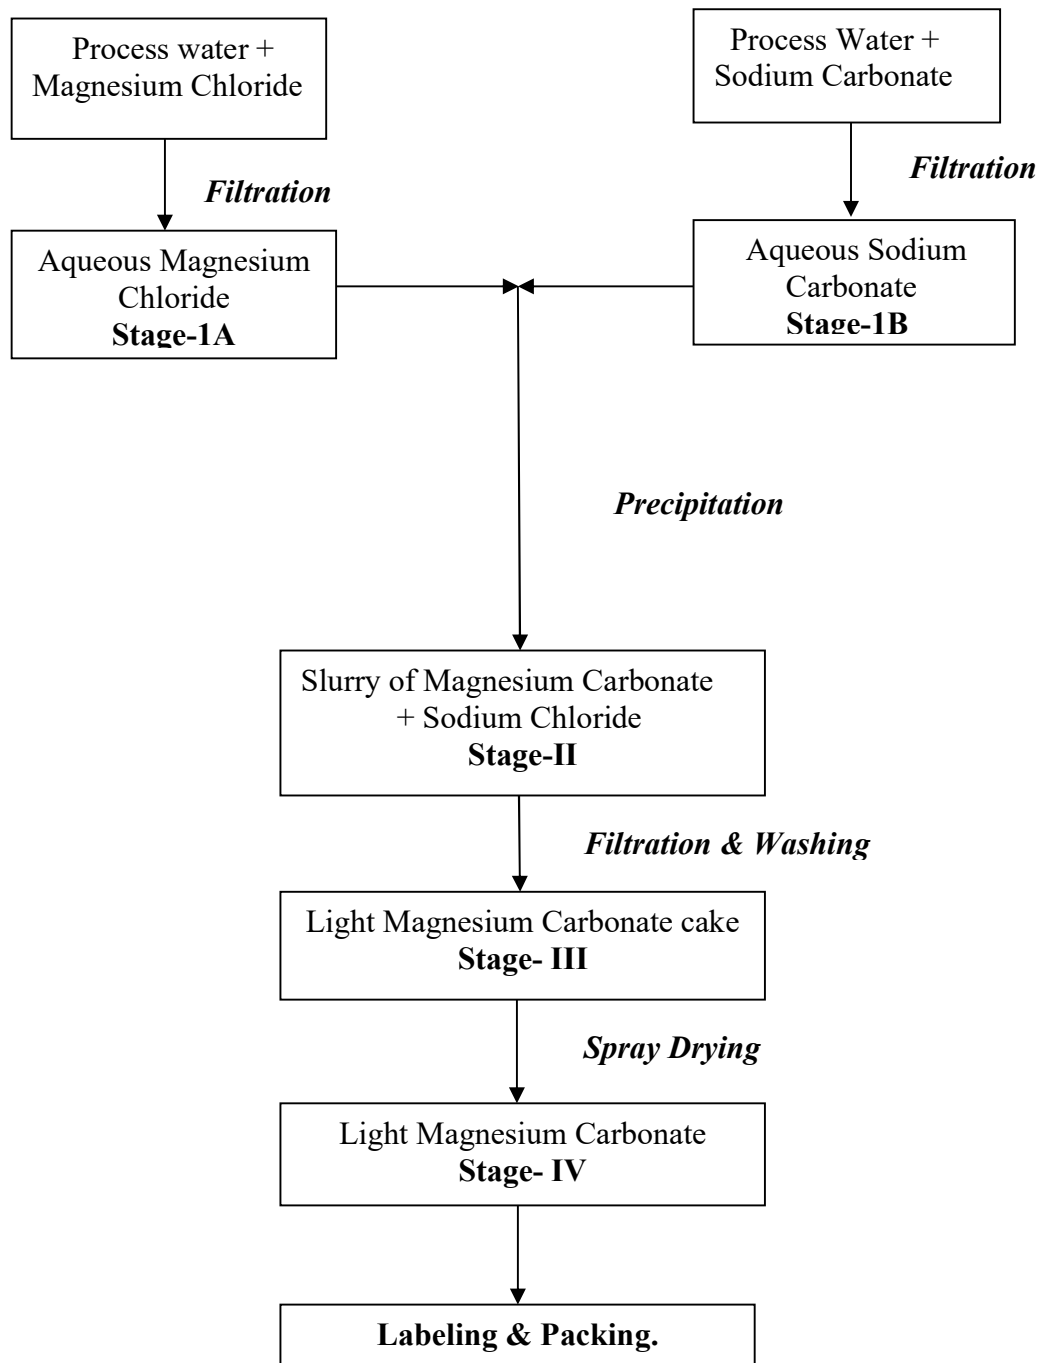 Process water +
Magnesium Chloride
Process Water +
Sodium Carbonate
Filtration
Filtration
Aqueous Magnesium
Chloride
Stage-1A
Aqueous Sodium
Carbonate
Stage-1B
Precipitation
Slurry of Magnesium Carbonate
+ Sodium Chloride
Stage-II
Filtration & Washing
Light Magnesium Carbonate cake
Stage- III
Spray Drying
Light Magnesium Carbonate
Stage- IV
Labeling & Packing.